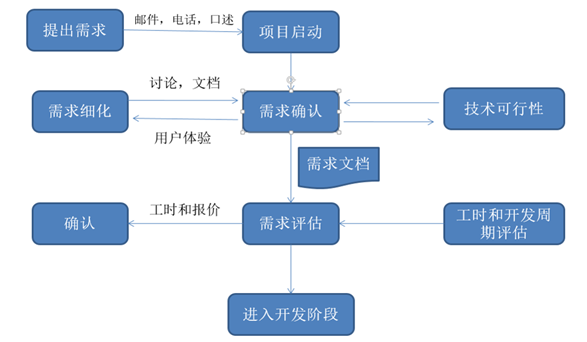 提出需求
邮件，电话，口述
项目启动
讨论，文档
需求细化
需求确认
技术可行性
用户体验
需求文档
确认
工时和报价
需求评估
工时和开发周
期评估
进入开发阶段